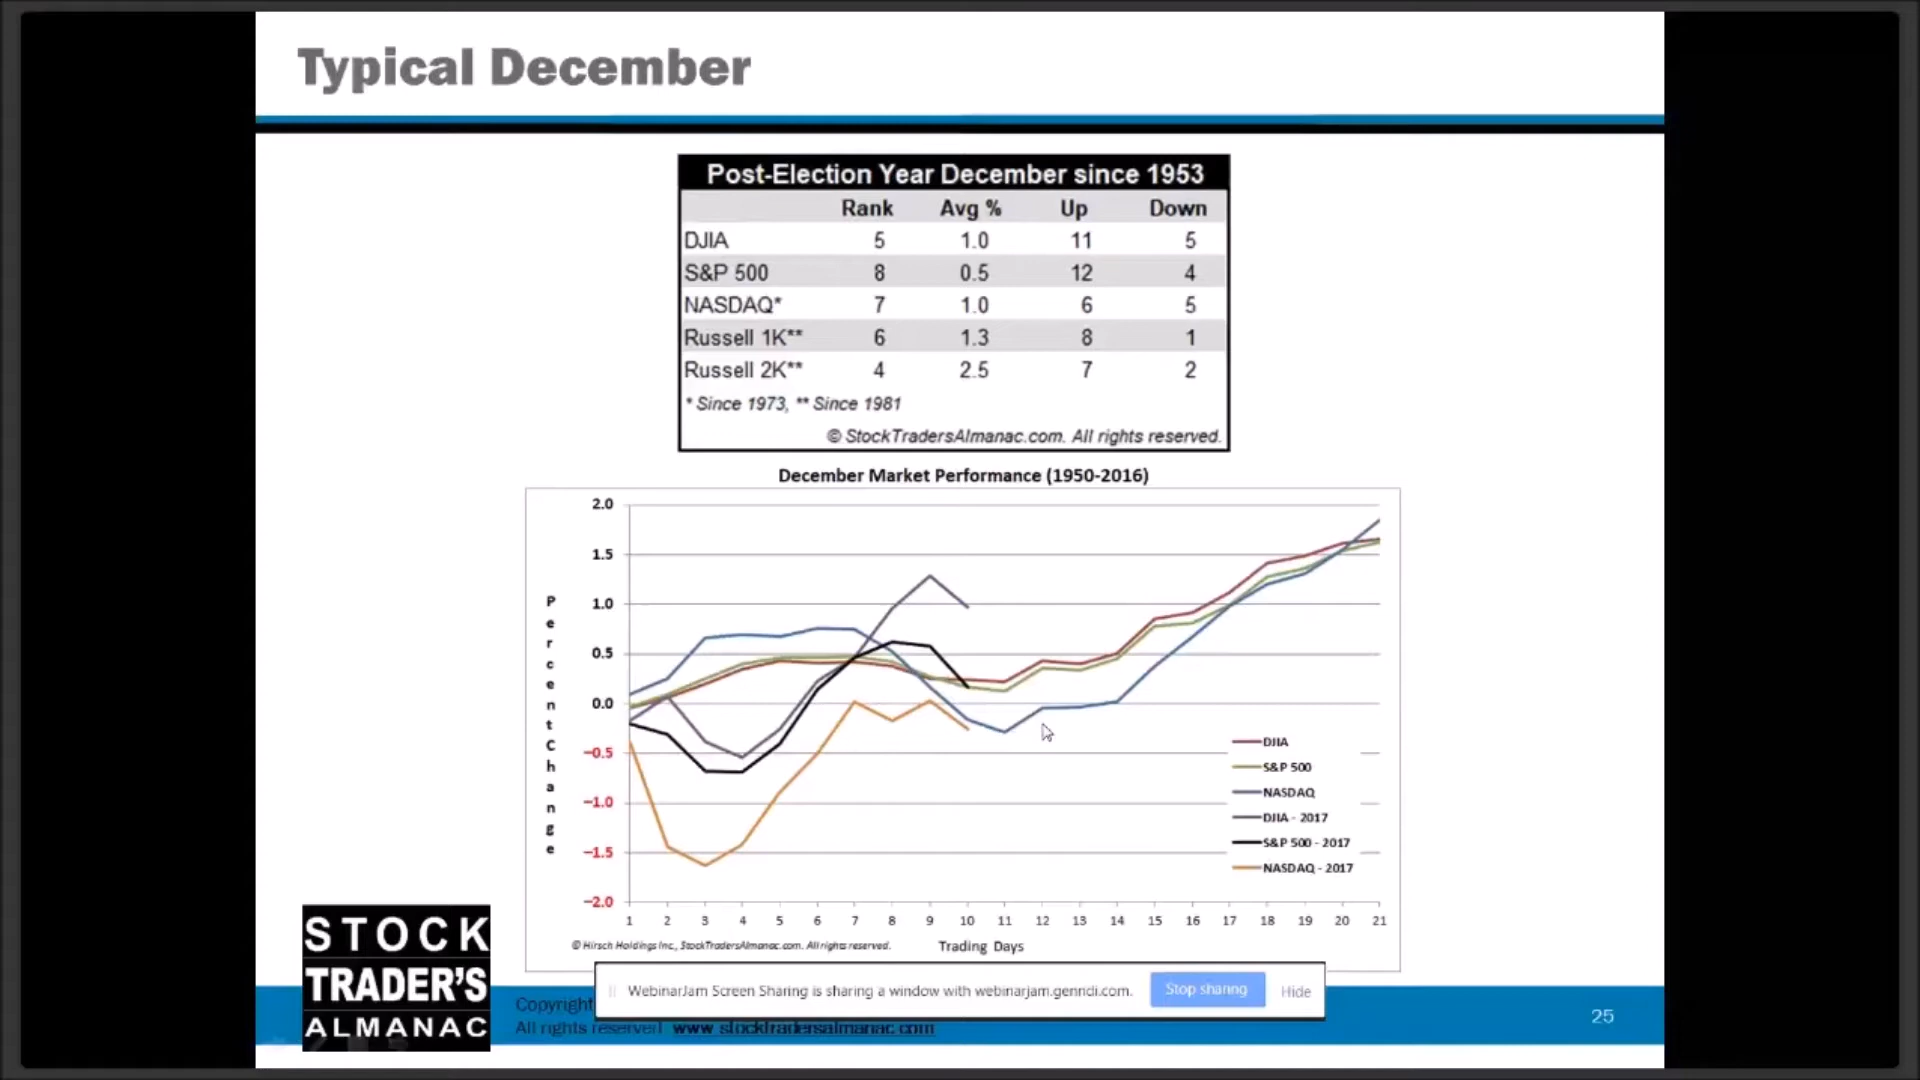 Typical December
Post-Election Year December since 1953
Rank Avg % Up Down
DJIA 5 1.0 11 5
S&P 500 8 0.5 12 4
NASDAQ* 7 1.0 6 5
Russell 1K** 6 1.3 8 1
Russell 2K** 4 2.5 7 2
* Since 1973, ** Since 1981
© StockTradersAlmanac.com. All rights reserved.
December Market Performance (1950-2016)
2.0
1.5
1.0
0.5
0.0
−0.5
−1.0
−1.5
−2.0
Percent Change
DJIA
S&P 500
NASDAQ
DJIA - 2017
S&P 500 - 2017
NASDAQ - 2017
1 2 3 4 5 6 7 8 9 10 11 12 13 14 15 16 17 18 19 20 21
© Hirsch Holdings Inc., StockTradersAlmanac.com. All rights reserved.
Trading Days
STOCK
TRADER'S
ALMANAC
WebinarJam Screen Sharing is sharing a window with webinarjam.genndi.com.
Stop sharing
Hide
Copyright
All rights reserved www.stocktradersalmanac.com
25